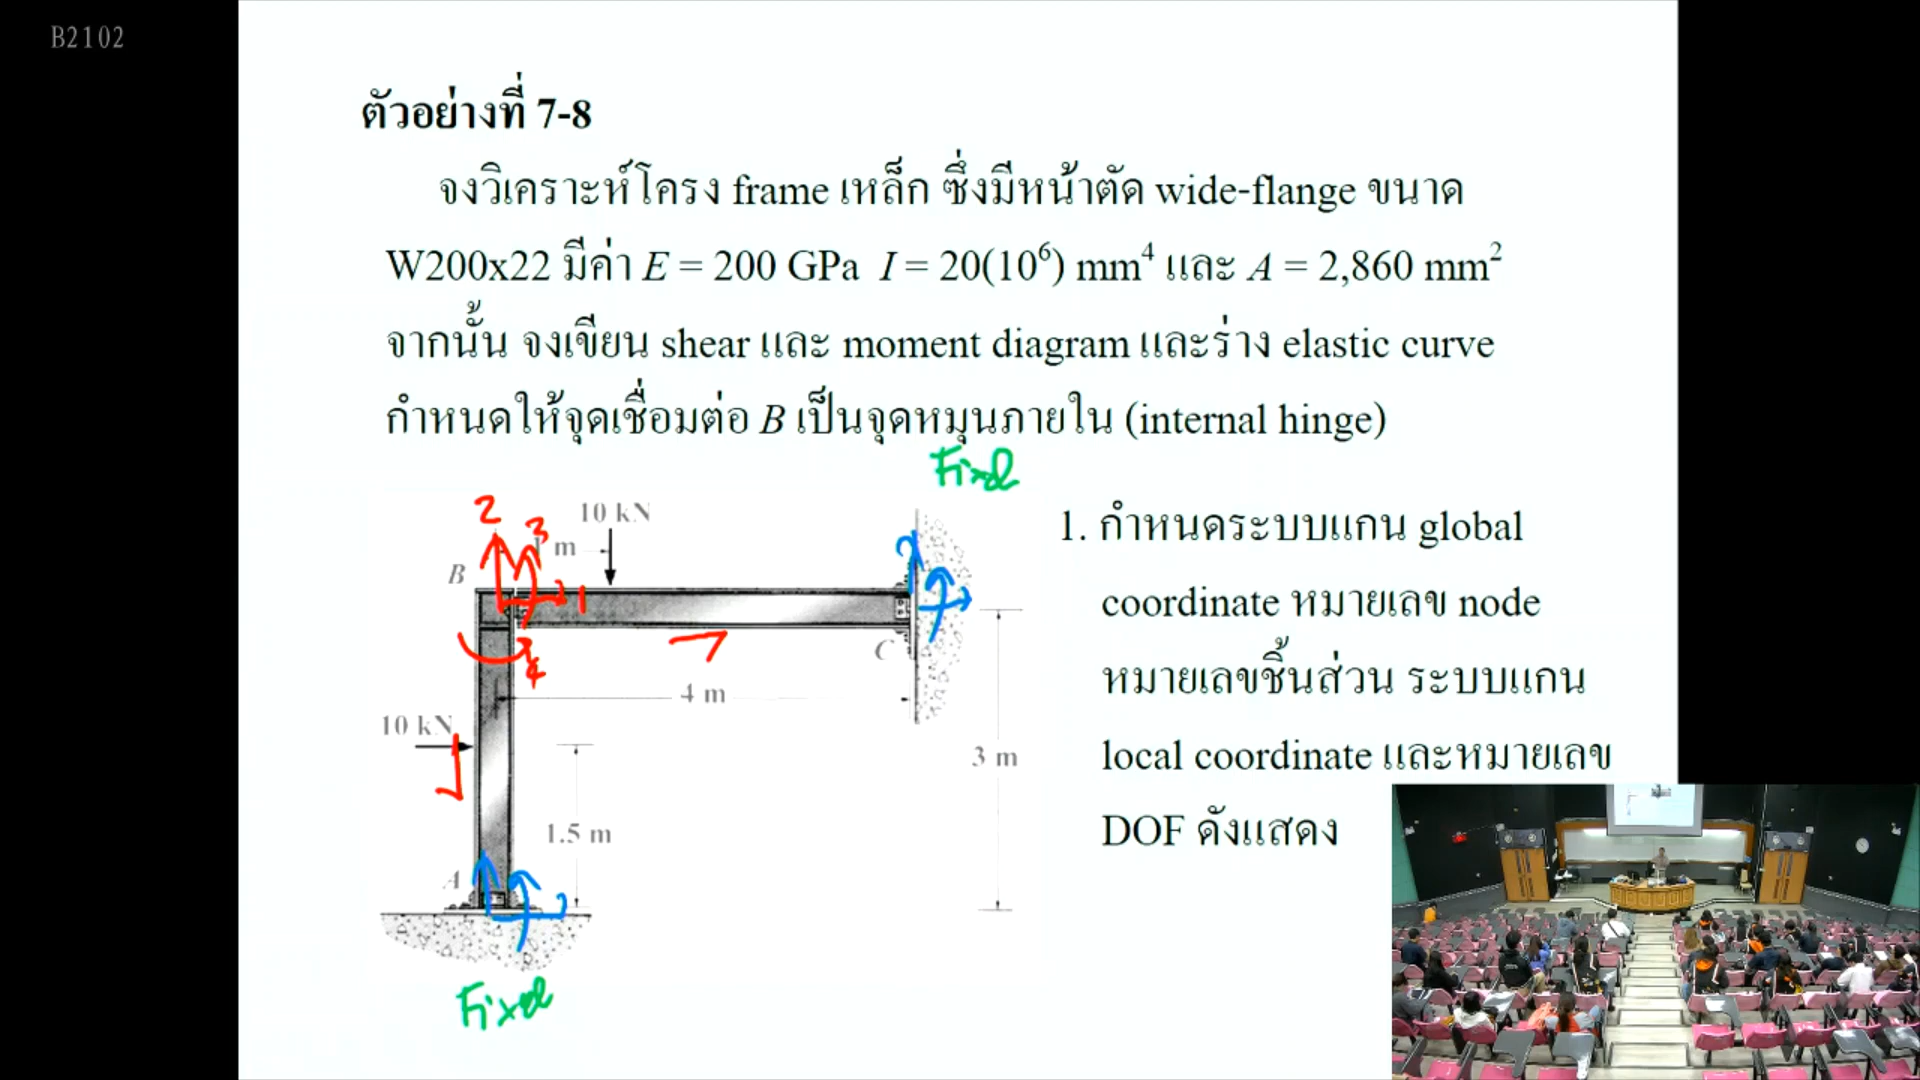 B2102
ตัวอย่างที่ 7-8
จงวิเคราะห์โครง frame เหล็ก ซึ่งมีหน้าตัด wide-flange ขนาด
W200x22 มีค่า E = 200 GPa I = 20(10⁶) mm⁴ และ A = 2,860 mm²
จากนั้น จงเขียน shear และ moment diagram และร่าง elastic curve
กำหนดให้จุดเชื่อมต่อ B เป็นจุดหมุนภายใน (internal hinge)
Fixed
2
10 kN
3
m
B
1
C
4
4 m
10 kN
3 m
1.5 m
A
Fixed
1. กำหนดระบบแกน global
coordinate หมายเลข node
หมายเลขชิ้นส่วน ระบบแกน
local coordinate และหมายเลข
DOF ดังแสดง